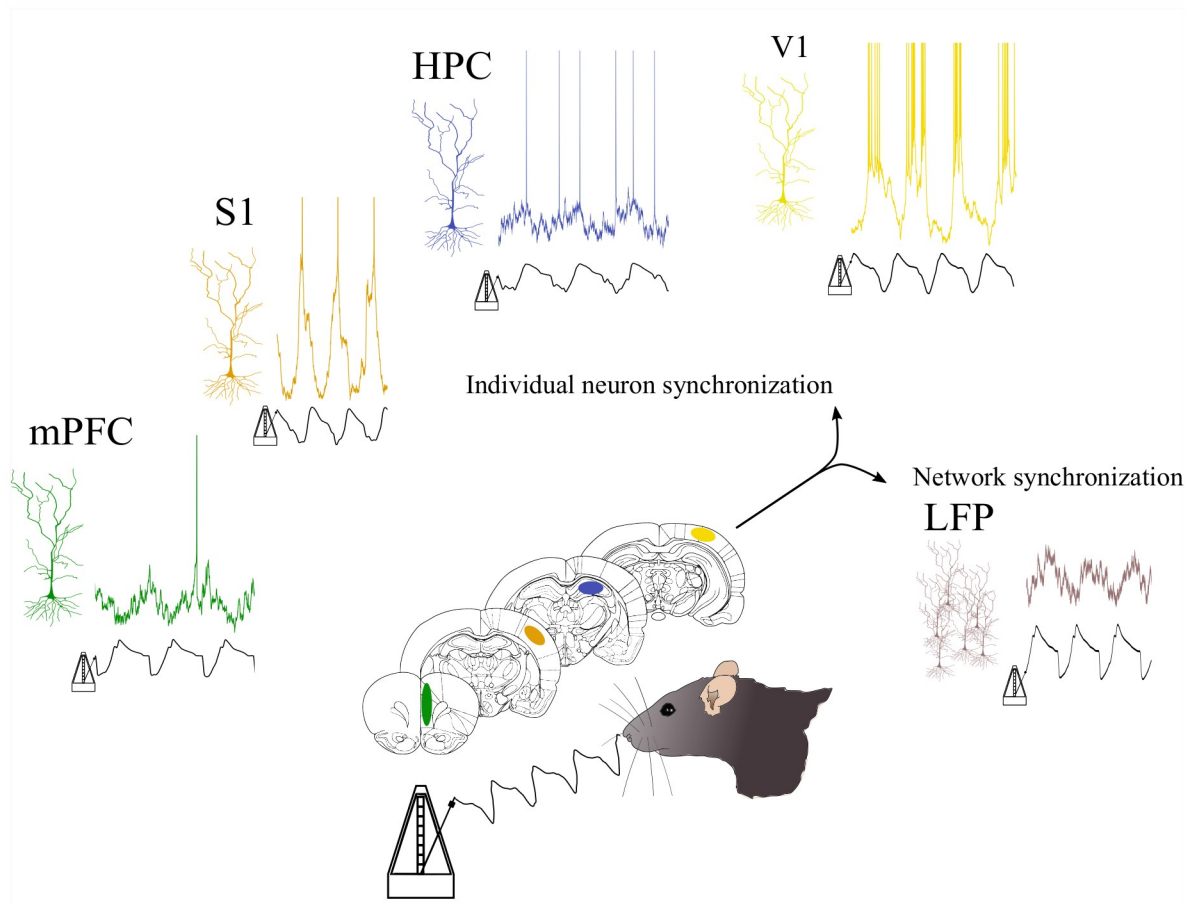 HPC
V1
S1
Individual neuron synchronization
mPFC
Network synchronization
LFP